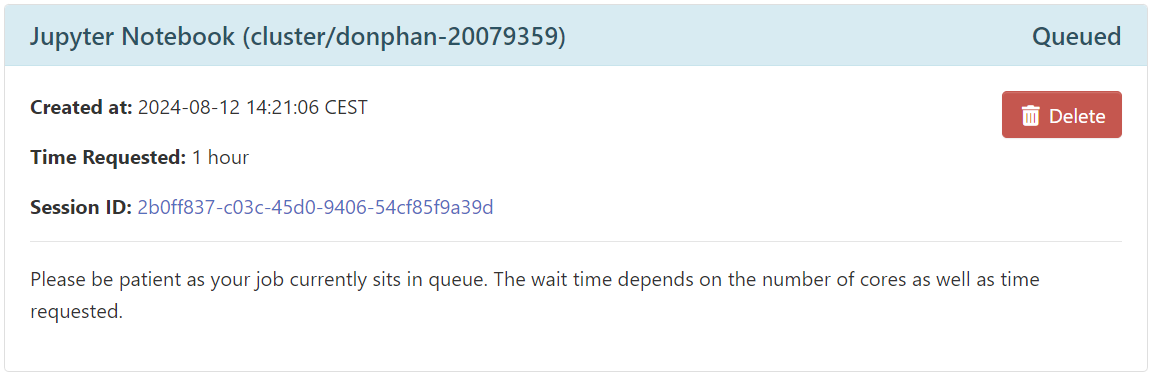 Jupyter Notebook (cluster/donphan-20079359)
Queued
Created at: 2024-08-12 14:21:06 CEST
Delete
Time Requested: 1 hour
Session ID: 2b0ff837-c03c-45d0-9406-54cf85f9a39d
Please be patient as your job currently sits in queue. The wait time depends on the number of cores as well as time
requested.